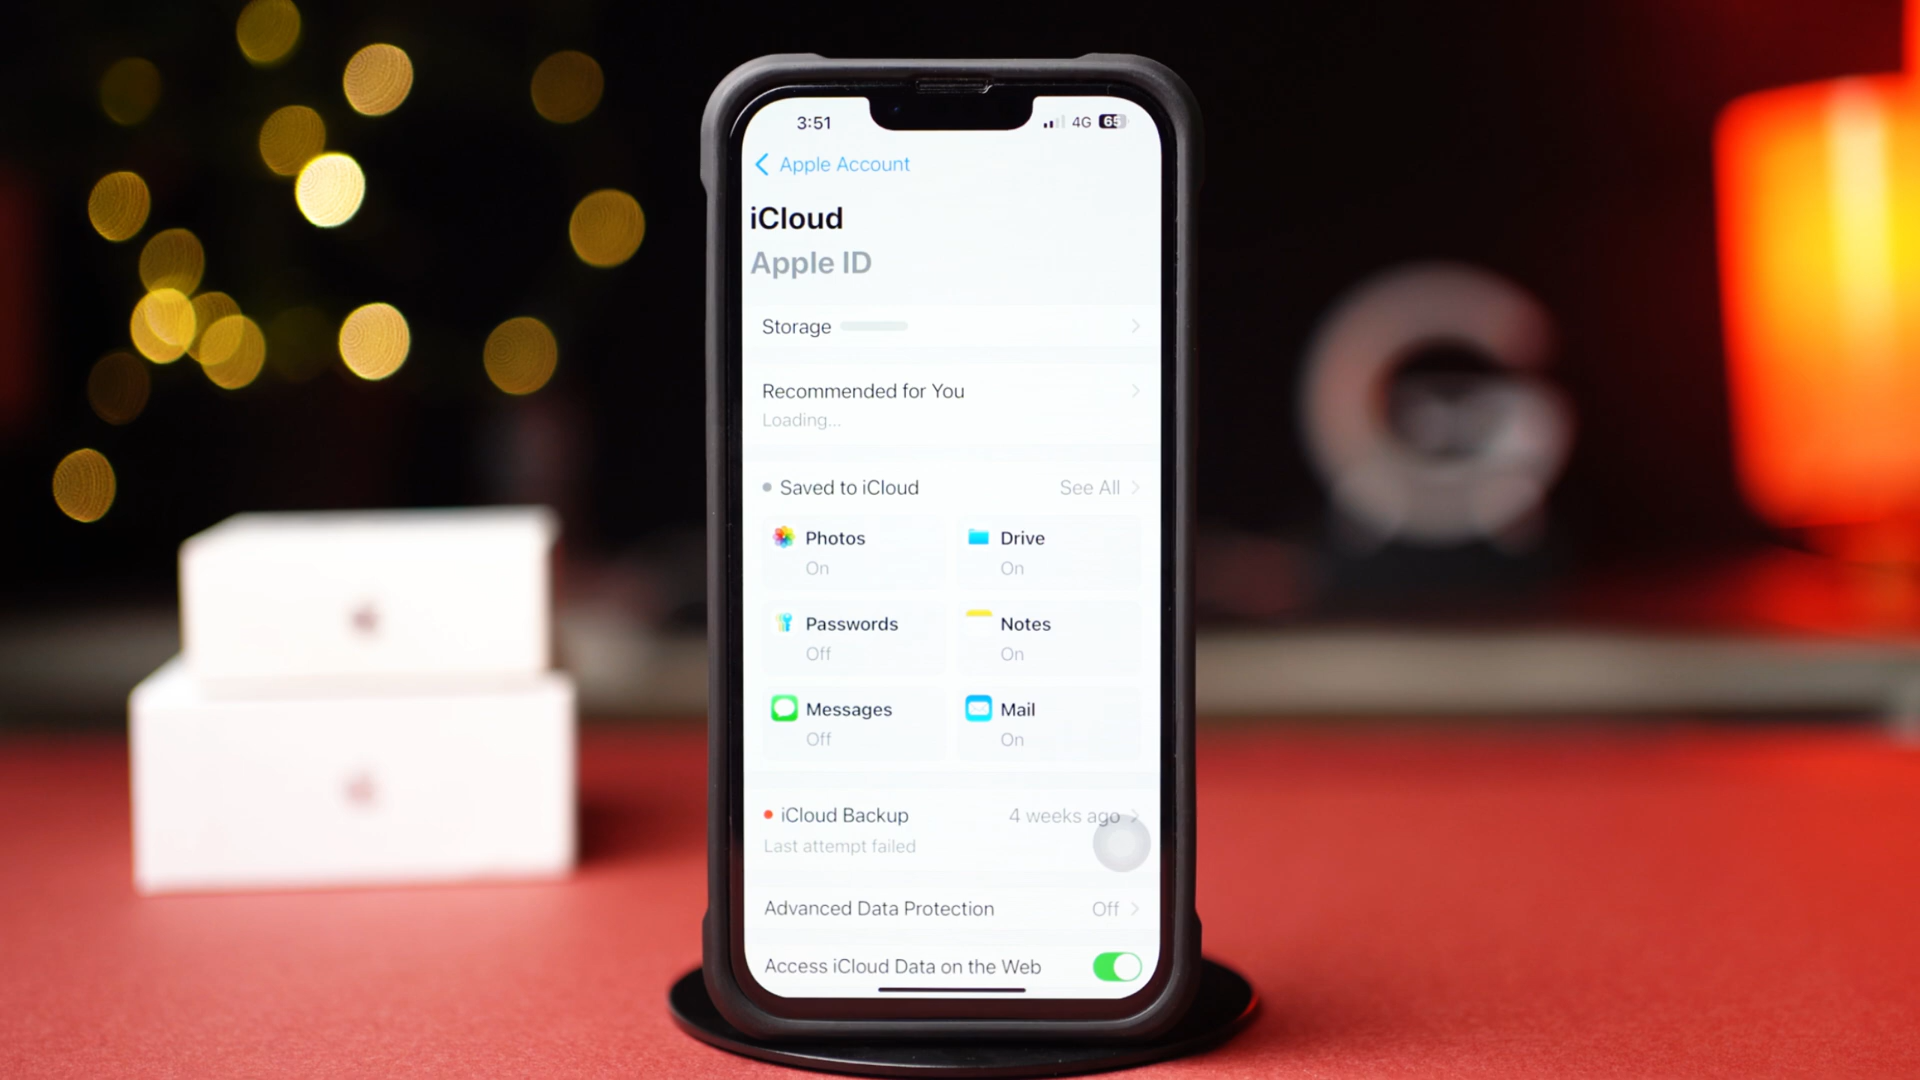 3:51
4G 65
Apple Account
iCloud
Apple ID
Storage
Recommended for You
Loading...
Saved to iCloud See All
Photos Drive
On On
Passwords Notes
Off On
Messages Mail
Off On
iCloud Backup 4 weeks ago
Last attempt failed
Advanced Data Protection Off
Access iCloud Data on the Web